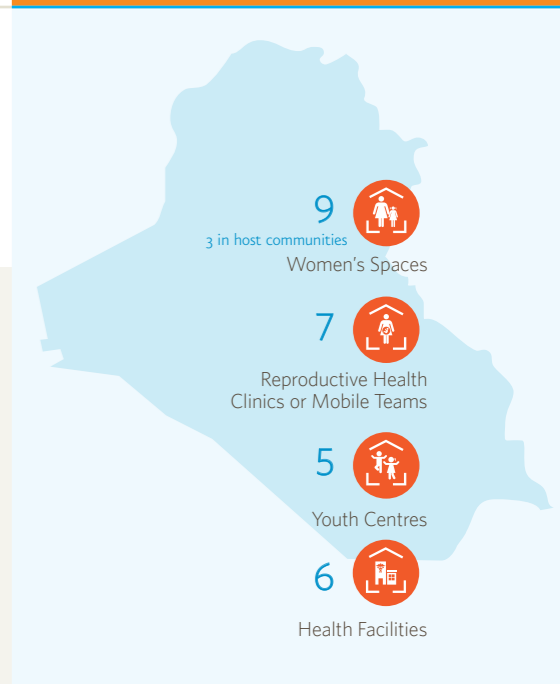 9
3 in host communities
Women's Spaces
7
Reproductive Health
Clinics or Mobile Teams
5
Youth Centres
6
Health Facilities